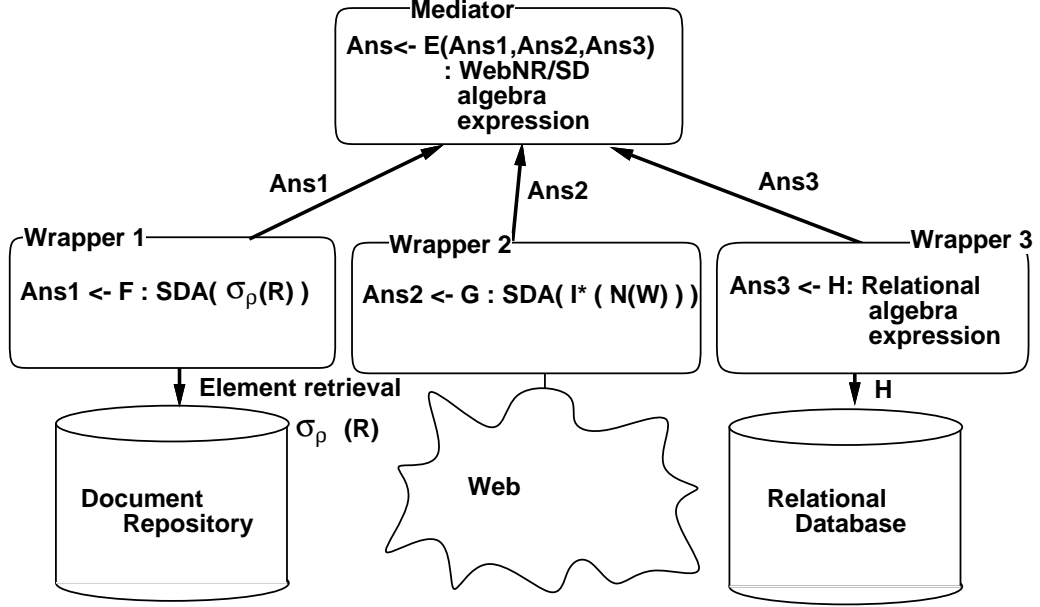 Mediator
Ans<- E(Ans1,Ans2,Ans3)
: WebNR/SD
algebra
expression
Ans1
Ans2
Ans3
Wrapper 1
Ans1 <- F : SDA( σρ(R) )
Wrapper 2
Ans2 <- G : SDA( I* ( N(W) ) )
Wrapper 3
Ans3 <- H: Relational
algebra
expression
Element retrieval
σρ (R)
H
Document
Repository
Web
Relational
Database